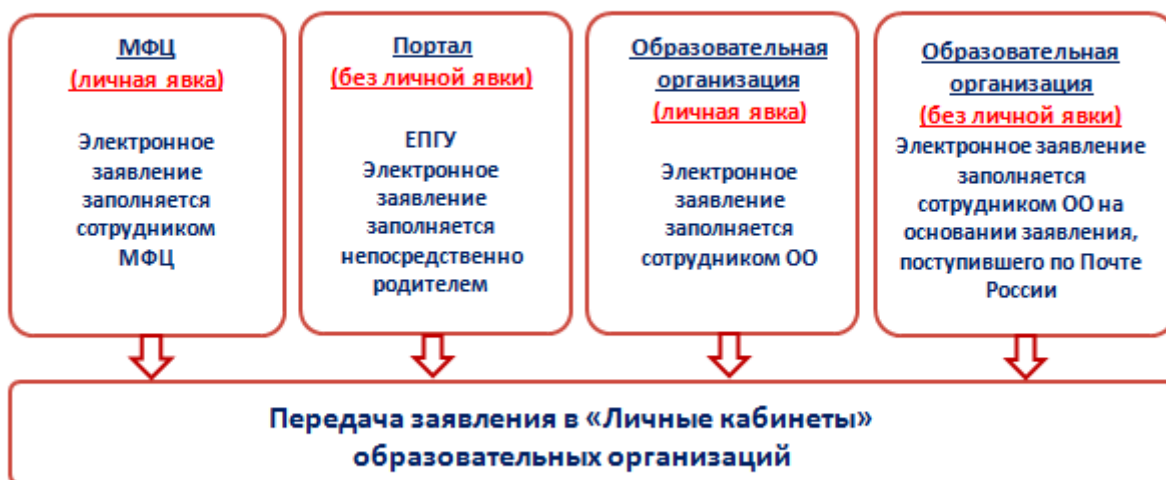 МФЦ
(личная явка)
Электронное
заявление
заполняется
сотрудником
МФЦ
Портал
(без личной явки)
ЕПГУ
Электронное
заявление
заполняется
непосредственно
родителем
Образовательная
организация
(личная явка)
Электронное
заявление
заполняется
сотрудником ОО
Образовательная
организация
(без личной явки)
Электронное заявление
заполняется
сотрудником ОО на
основании заявления,
поступившего по Почте
России
Передача заявления в «Личные кабинеты»
образовательных организаций